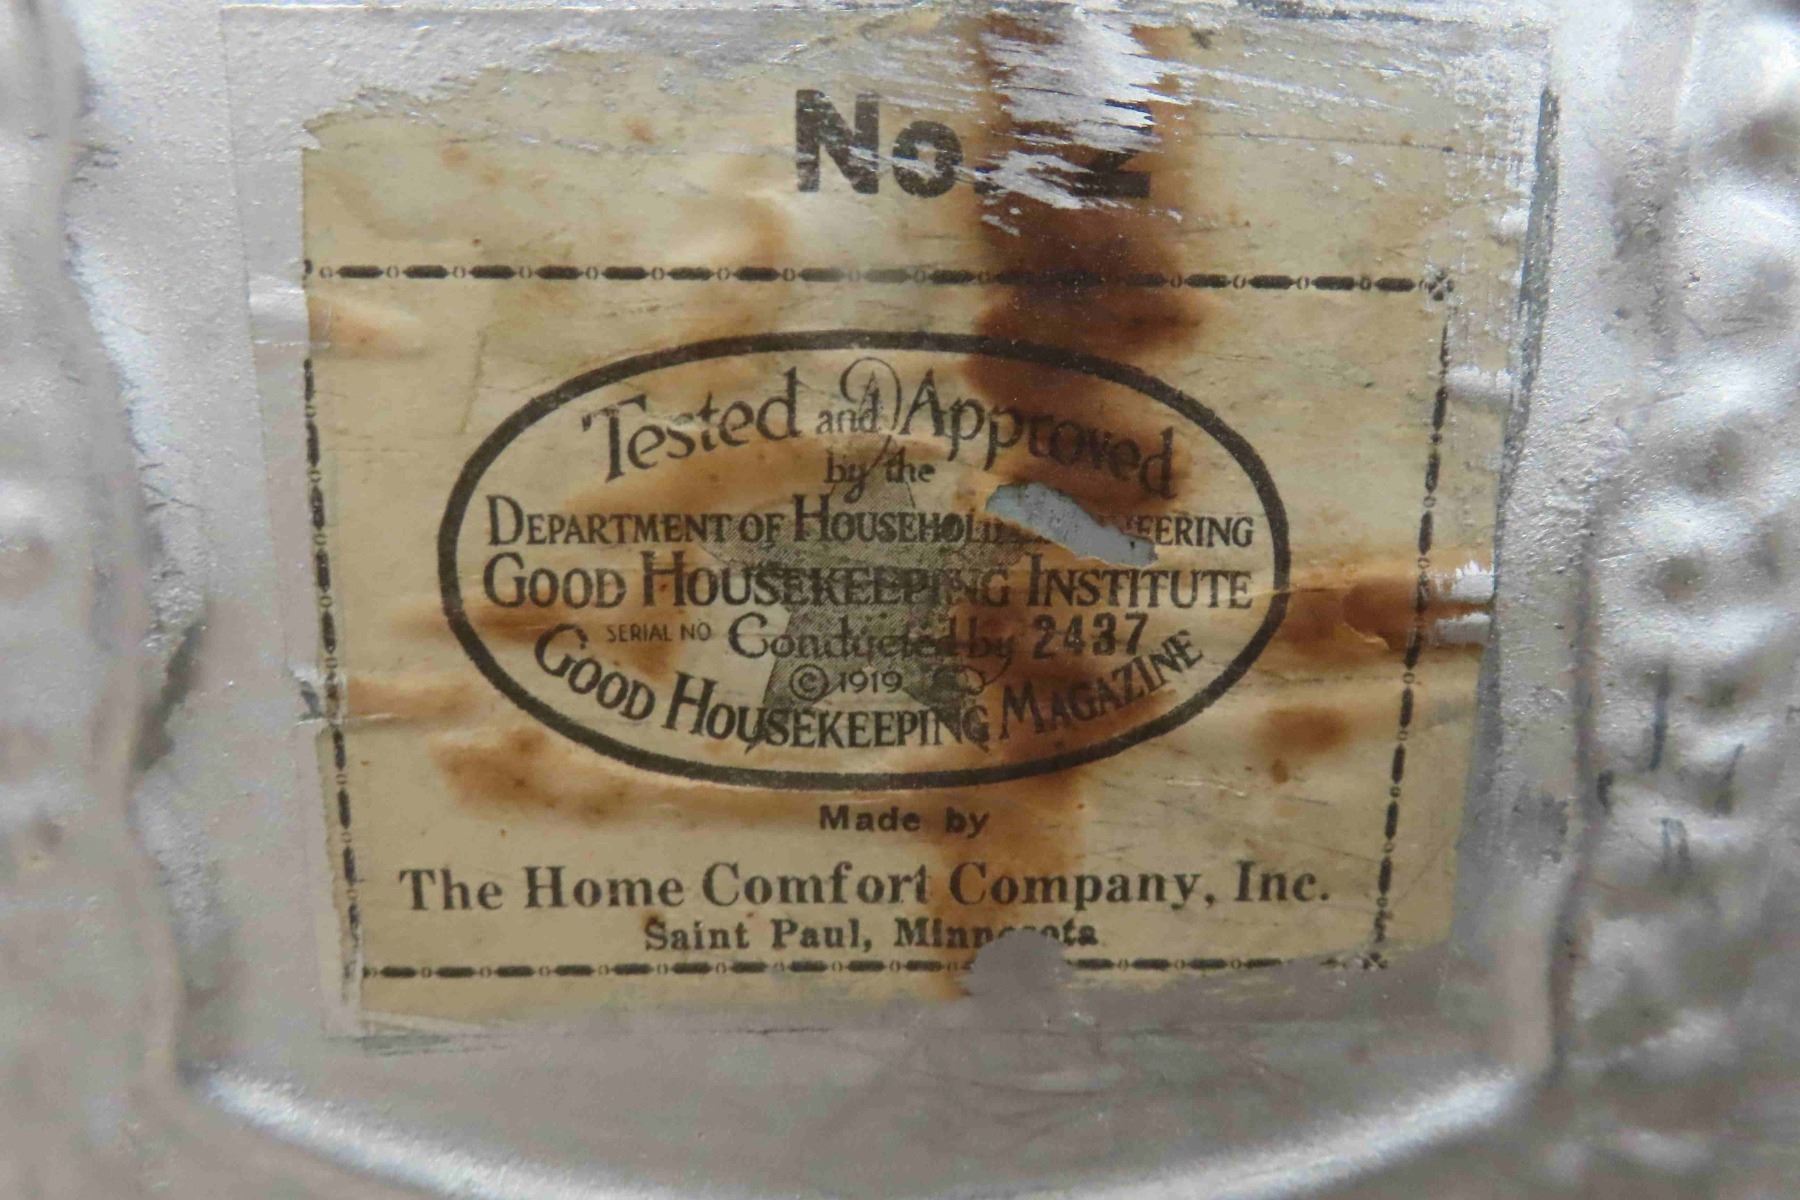 No. 2
Tested and Approved
by the
DEPARTMENT OF HOUSEHOLD
GOOD HOUSEKEEPING INSTITUTE
SERIAL NO Conducted by 2437
© 1919
GOOD HOUSEKEEPING MAGAZINE
Made by
The Home Comfort Company, Inc.
Saint Paul, Minnesota